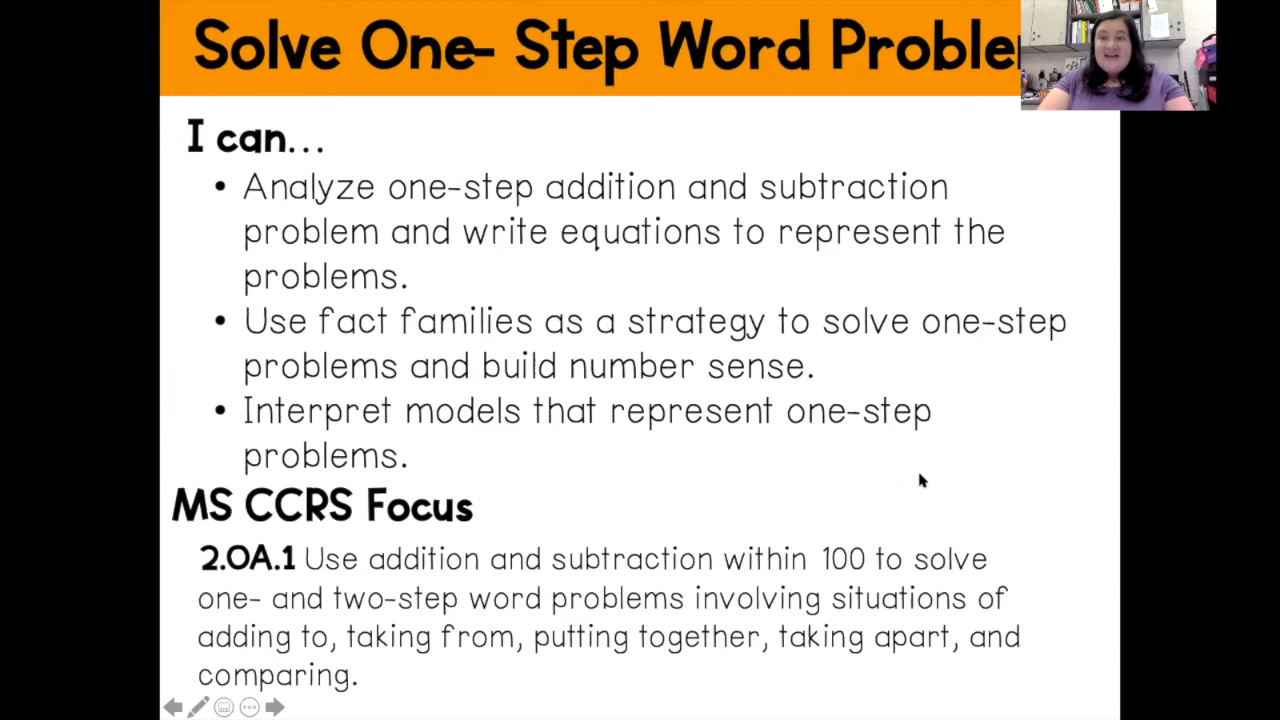 Solve One- Step Word Proble
I can...
• Analyze one-step addition and subtraction
problem and write equations to represent the
problems.
• Use fact families as a strategy to solve one-step
problems and build number sense.
• Interpret models that represent one-step
problems.
MS CCRS Focus
2.OA.1 Use addition and subtraction within 100 to solve
one- and two-step word problems involving situations of
adding to, taking from, putting together, taking apart, and
comparing.